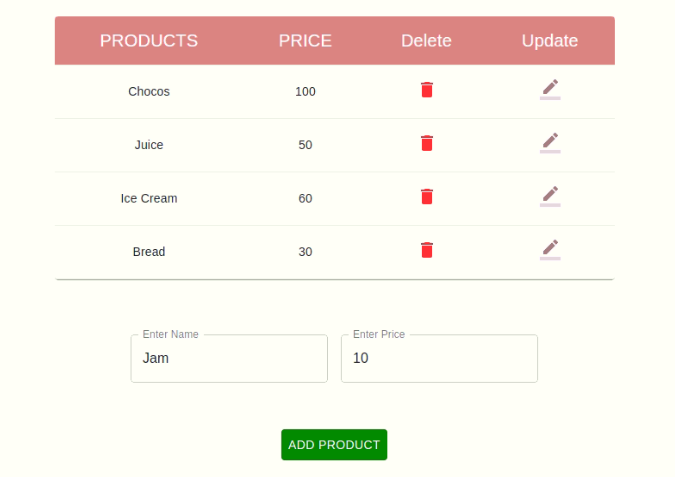 PRODUCTS PRICE Delete Update
Chocos 100
Juice 50
Ice Cream 60
Bread 30
Enter Name Enter Price
Jam 10
ADD PRODUCT